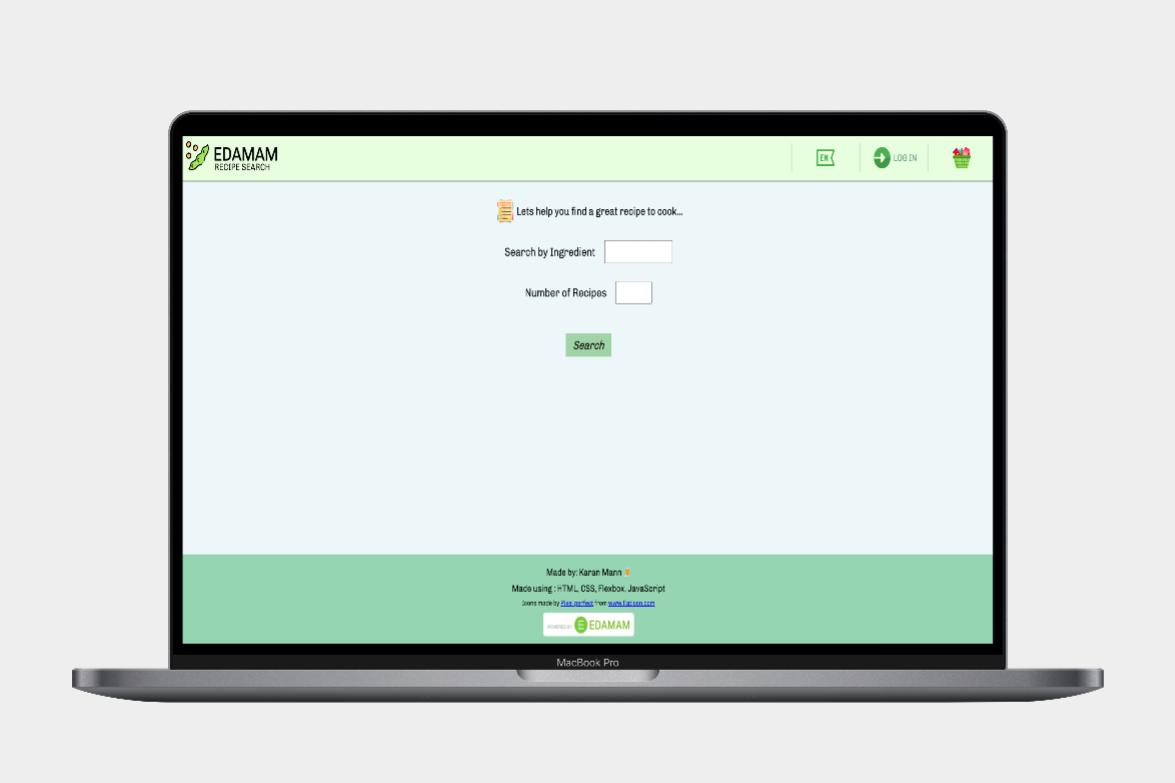 EDAMAM
RECIPE SEARCH
EN
LOG IN
Lets help you find a great recipe to cook...
Search by Ingredient
Number of Recipes
Search
Made by: Karan Mann
Made using : HTML, CSS, Flexbox, JavaScript
Icons made by Pixel perfect from www.flaticon.com
POWERED BY EDAMAM
MacBook Pro